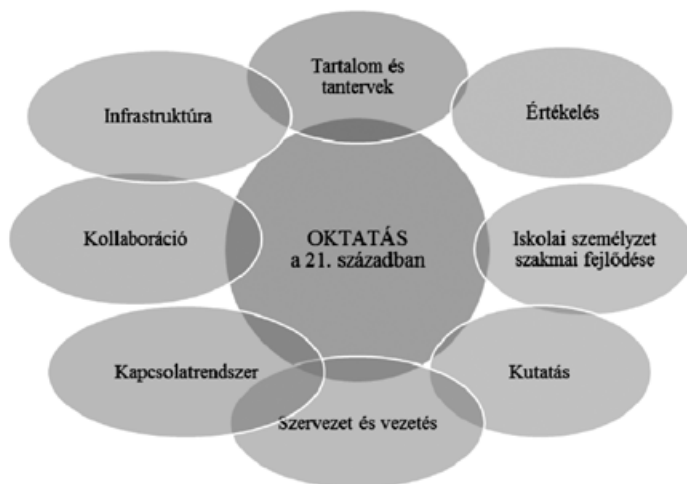 Tartalom és
tantervek
Infrastruktúra
Értékelés
Kollaboráció
OKTATÁS
a 21. században
Iskolai személyzet
szakmai fejlődése
Kapcsolatrendszer
Kutatás
Szervezet és vezetés